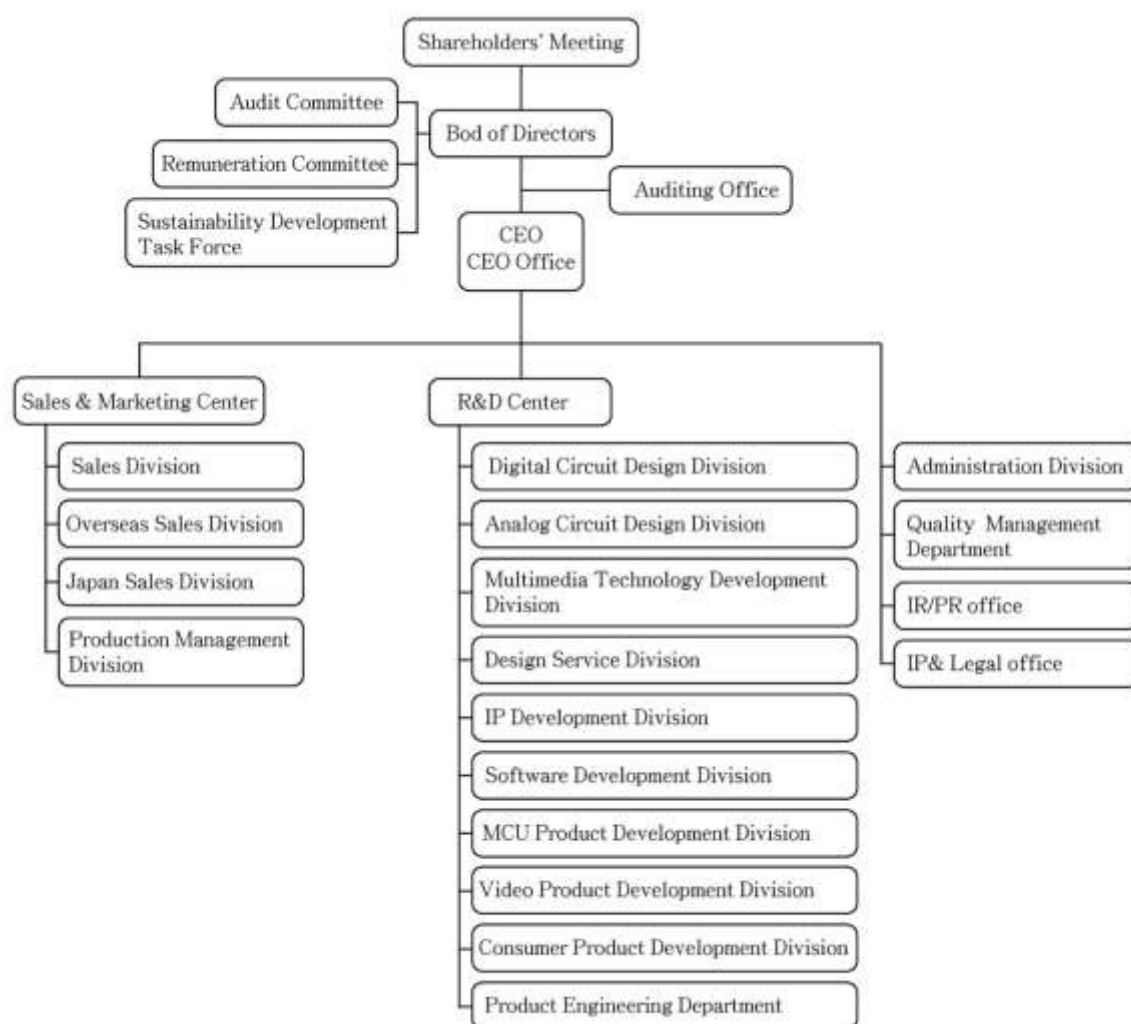 Shareholders' Meeting
Audit Committee
Bod of Directors
Remuneration Committee
Auditing Office
Sustainability Development
Task Force
CEO
CEO Office
Sales & Marketing Center
R&D Center
Sales Division
Overseas Sales Division
Japan Sales Division
Production Management
Division
Digital Circuit Design Division
Analog Circuit Design Division
Multimedia Technology Development
Division
Design Service Division
IP Development Division
Software Development Division
MCU Product Development Division
Video Product Development Division
Consumer Product Development Division
Product Engineering Department
Administration Division
Quality Management
Department
IR/PR office
IP& Legal office